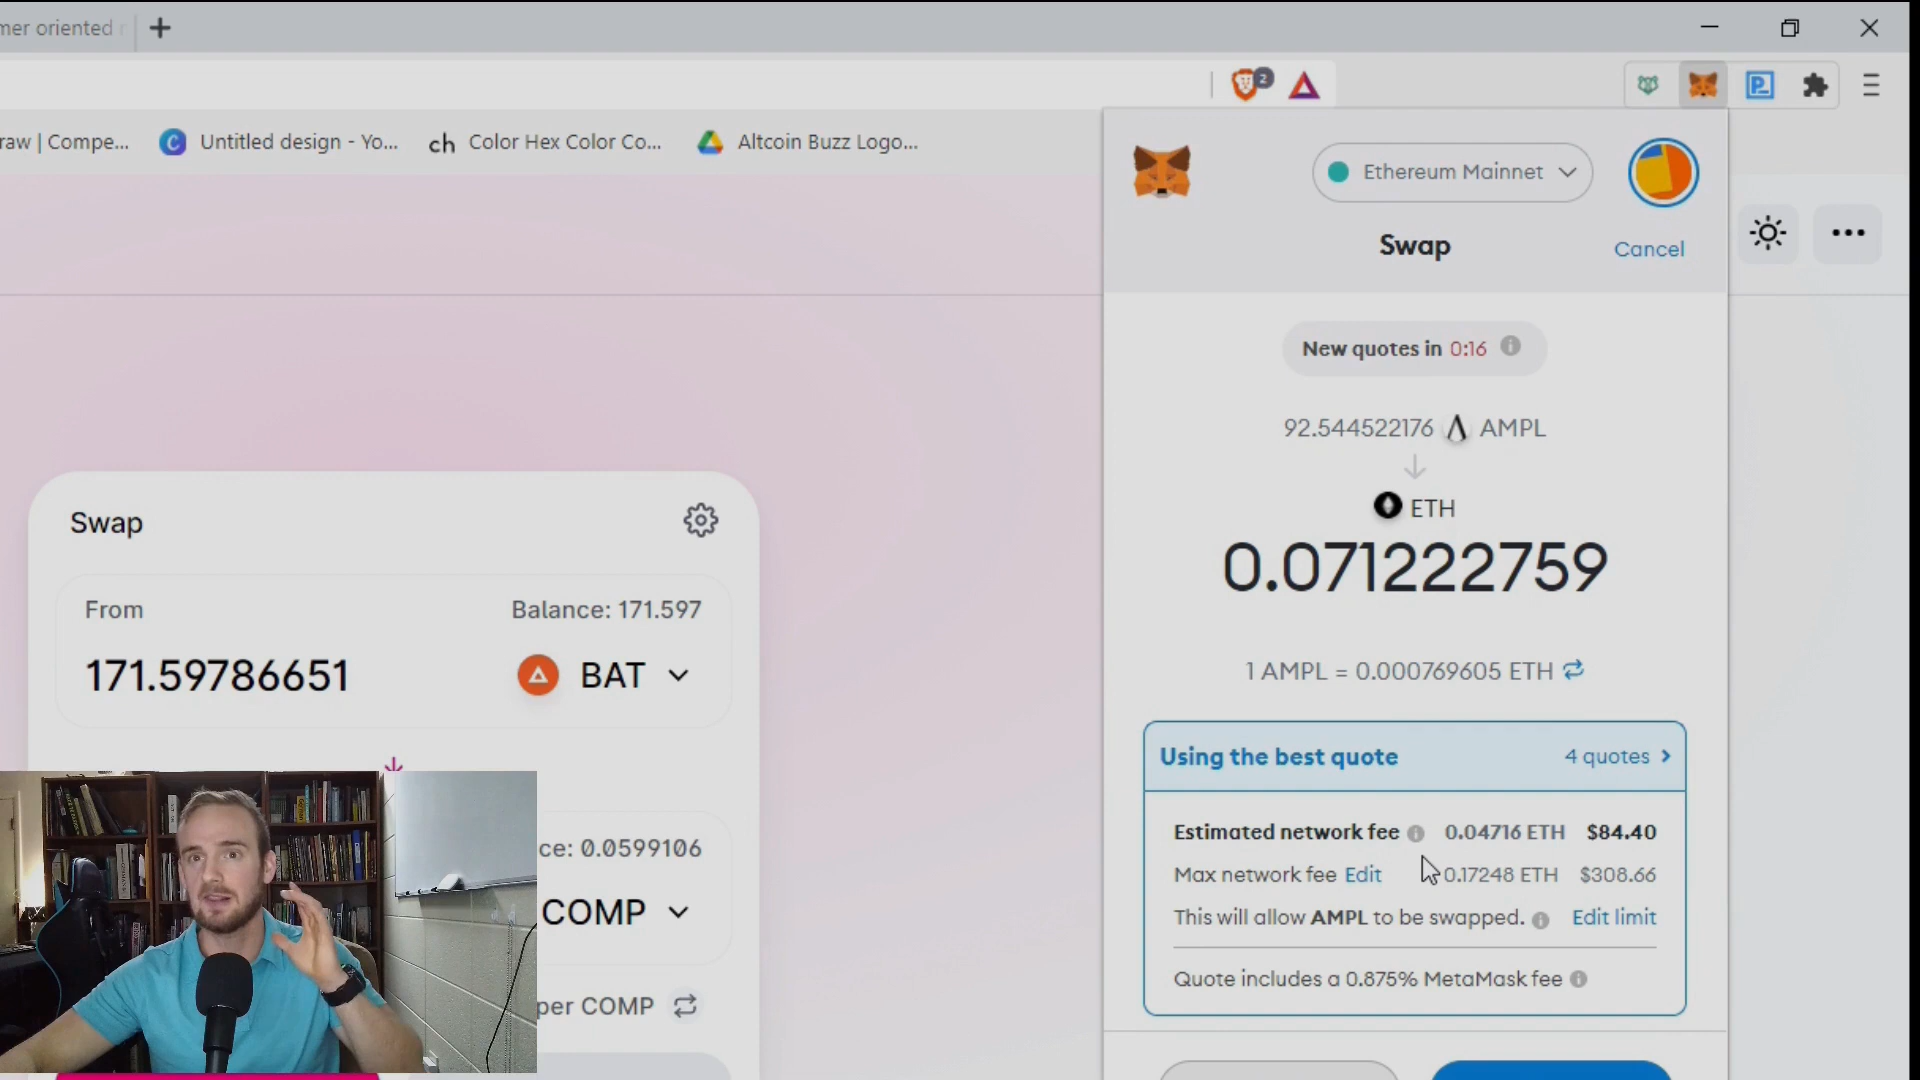 mer oriented
2
raw | Compe...
Untitled design - Yo...
ch Color Hex Color Co...
Altcoin Buzz Logo...
Ethereum Mainnet
Swap
Cancel
New quotes in 0:16
92.544522176 AMPL
ETH
0.071222759
1 AMPL = 0.000769605 ETH
Using the best quote
4 quotes
Estimated network fee 0.04716 ETH $84.40
Max network fee Edit 0.17248 ETH $308.66
This will allow AMPL to be swapped. Edit limit
Quote includes a 0.875% MetaMask fee
Swap
From
Balance: 171.597
171.59786651
BAT
ce: 0.0599106
COMP
per COMP